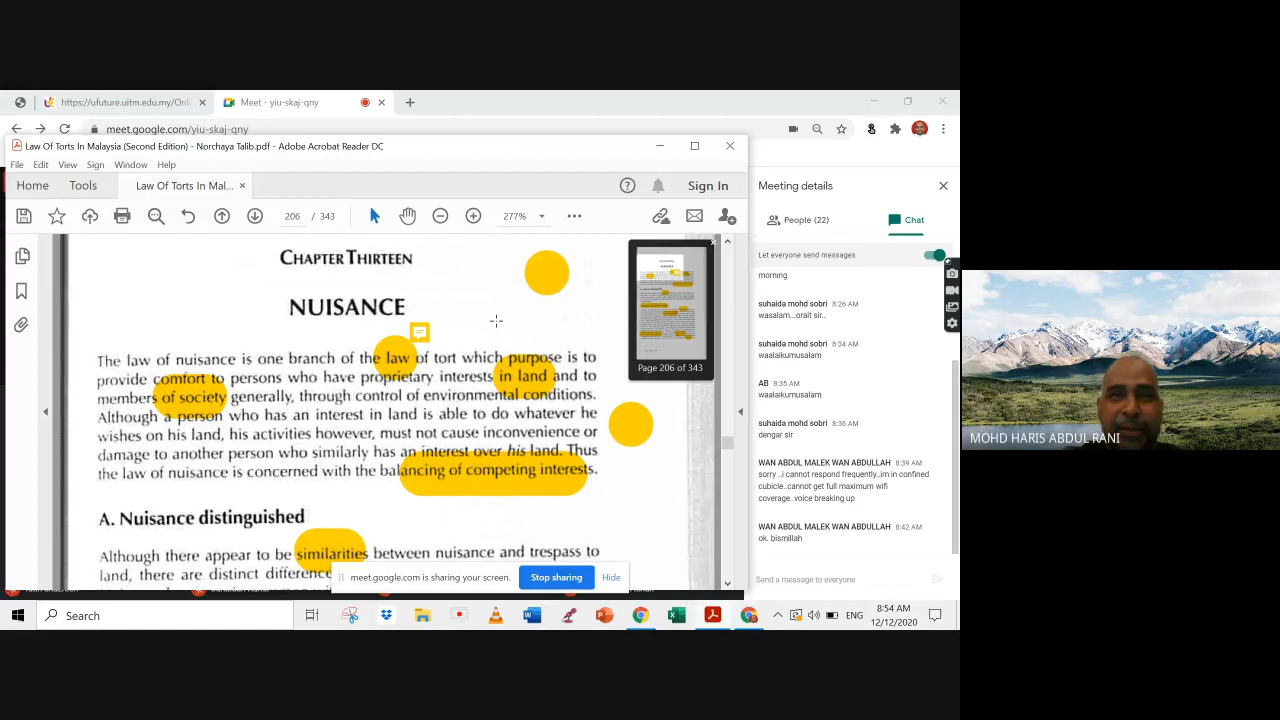 https://ufuture.uitm.edu.my/Onli
Meet - yiu-skaj-qny
meet.google.com/yiu-skaj-qny
Law Of Torts In Malaysia (Second Edition) - Norchaya Talib.pdf - Adobe Acrobat Reader DC
File Edit View Sign Window Help
Home Tools Law Of Torts In Mal... Sign In
206 / 343 277%
CHAPTER THIRTEEN
NUISANCE
The law of nuisance is one branch of the law of tort which purpose is to
provide comfort to persons who have proprietary interests in land and to
members of society generally, through control of environmental conditions.
Although a person who has an interest in land is able to do whatever he
wishes on his land, his activities however, must not cause inconvenience or
damage to another person who similarly has an interest over his land. Thus
the law of nuisance is concerned with the balancing of competing interests.
A. Nuisance distinguished
Although there appear to be similarities between nuisance and trespass to
land, there are distinct
Page 206 of 343
meet.google.com is sharing your screen. Stop sharing Hide
Meeting details
People (22) Chat
Let everyone send messages
morning
suhaida mohd sobri 8:26 AM
wasalam...orait sir..
suhaida mohd sobri 8:34 AM
waalaikumusalam
AB 8:35 AM
waalaikumusalam
suhaida mohd sobri 8:36 AM
dengar sir
WAN ABDUL MALEK WAN ABDULLAH 8:39 AM
sorry ..i cannot respond frequently..im in confined
cubicle..cannot get full maximum wifi
coverage..voice breaking up
WAN ABDUL MALEK WAN ABDULLAH 8:42 AM
ok. bismillah
Send a message to everyone
MOHD HARIS ABDUL RANI
Search
ENG
8:54 AM
12/12/2020